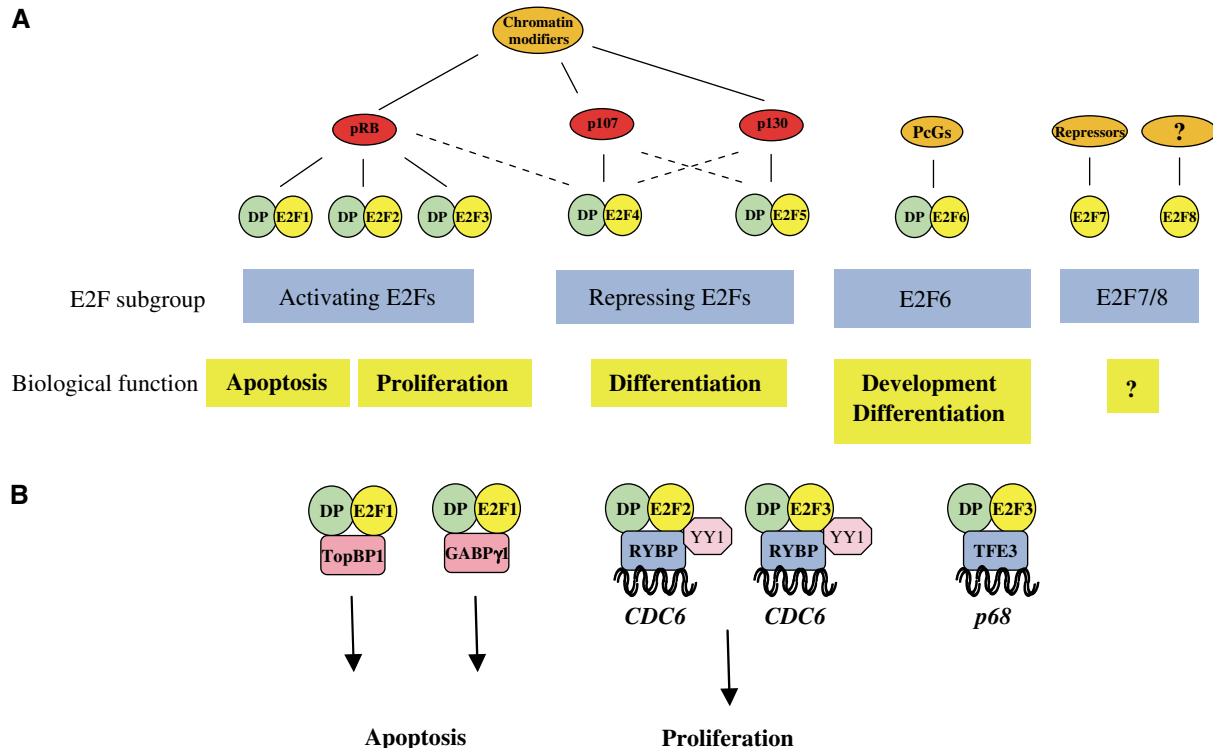 A
Chromatin
modifiers
pRB
p107
p130
PcGs
Repressors
?
DP E2F1
DP E2F2
DP E2F3
DP E2F4
DP E2F5
DP E2F6
E2F7
E2F8
E2F subgroup
Activating E2Fs
Repressing E2Fs
E2F6
E2F7/8
Biological function
Apoptosis
Proliferation
Differentiation
Development
Differentiation
?
B
DP E2F1
TopBP1
DP E2F1
GABPγ1
DP E2F2
YY1
RYBP
CDC6
DP E2F3
YY1
RYBP
CDC6
DP E2F3
TFE3
p68
Apoptosis
Proliferation